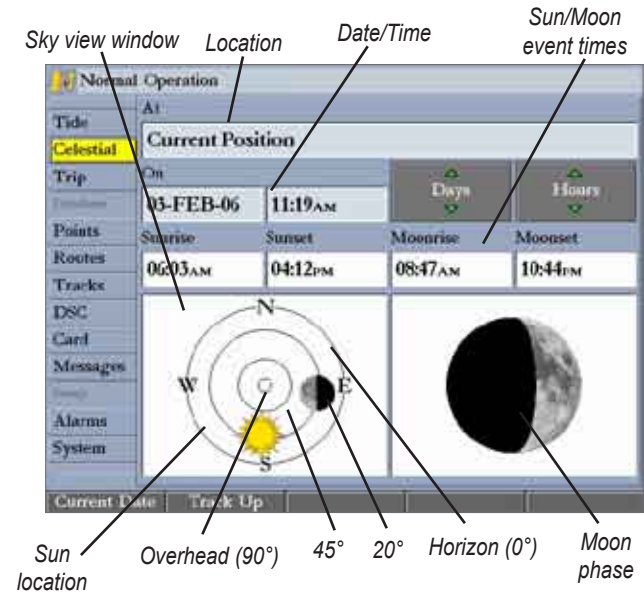 Sky view window
Location
Date/Time
Sun/Moon
event times
Normal Operation
At
Tide
Current Position
Celestial
Trip
On
Days
Hours
03-FEB-06
11:19AM
Points
Sunrise
Sunset
Moonrise
Moonset
Routes
06:03AM
04:12PM
08:47AM
10:44PM
Tracks
DSC
N
Card
Messages
W
E
Alarms
System
S
Current Date
Track Up
Sun
location
Overhead (90°)
45°
20°
Horizon (0°)
Moon
phase